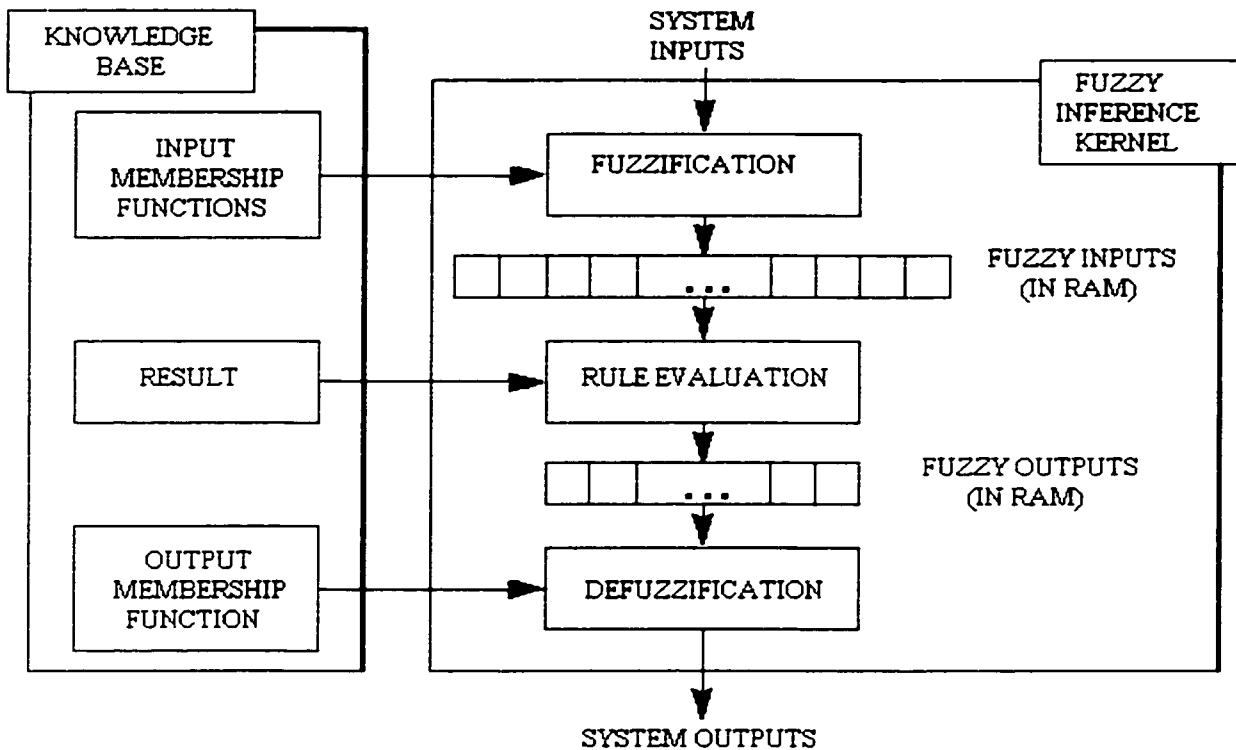 KNOWLEDGE
BASE
SYSTEM
INPUTS
FUZZY
INFERENCE
KERNEL
INPUT
MEMBERSHIP
FUNCTIONS
FUZZIFICATION
FUZZY INPUTS
(IN RAM)
...
RESULT
RULE EVALUATION
FUZZY OUTPUTS
(IN RAM)
...
OUTPUT
MEMBERSHIP
FUNCTION
DEFUZZIFICATION
SYSTEM OUTPUTS